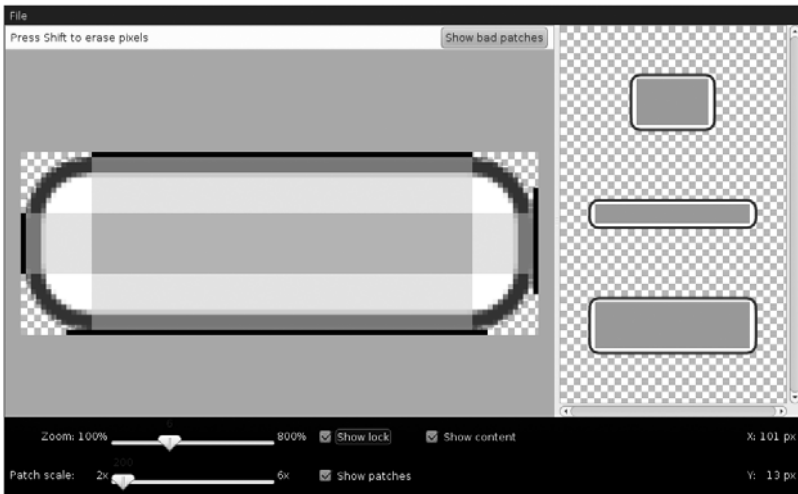 File
Press Shift to erase pixels Show bad patches
Zoom: 100% 800% Show lock Show content X: 101 px
200
Patch scale: 2x 6x Show patches Y: 13 px